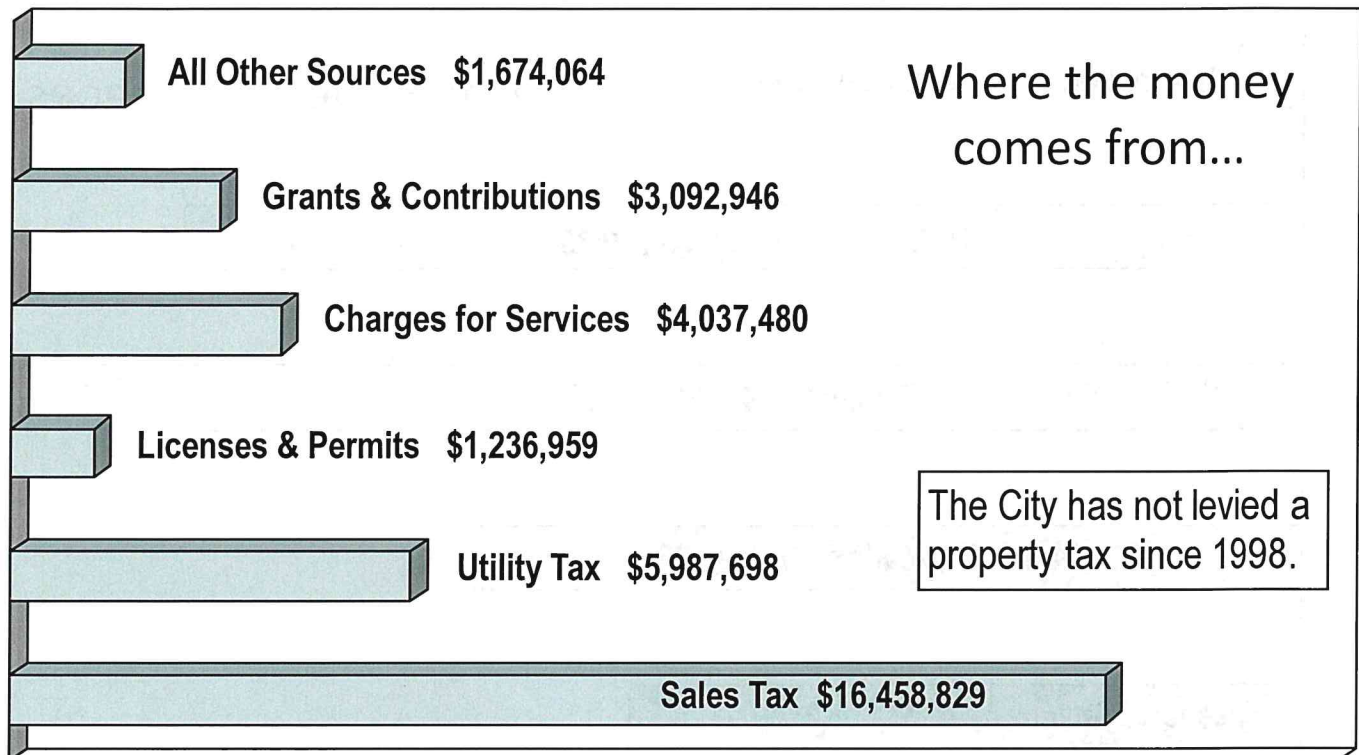 Where the money
comes from...
All Other Sources $1,674,064
Grants & Contributions $3,092,946
Charges for Services $4,037,480
Licenses & Permits $1,236,959
The City has not levied a
property tax since 1998.
Utility Tax $5,987,698
Sales Tax $16,458,829